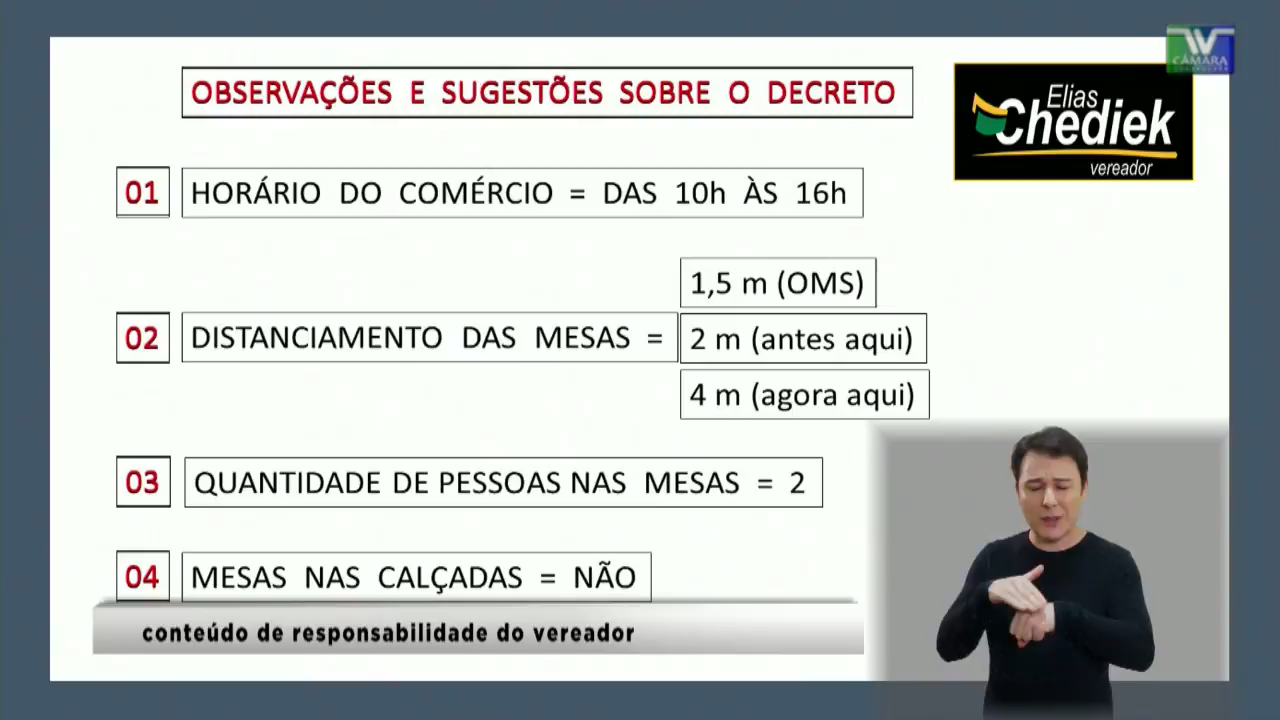 W
CÂMARA
OBSERVAÇÕES E SUGESTÕES SOBRE O DECRETO
Elias
Chediek
vereador
01 HORÁRIO DO COMÉRCIO = DAS 10h ÀS 16h
1,5 m (OMS)
02 DISTANCIAMENTO DAS MESAS = 2 m (antes aqui)
4 m (agora aqui)
03 QUANTIDADE DE PESSOAS NAS MESAS = 2
04 MESAS NAS CALÇADAS = NÃO
conteúdo de responsabilidade do vereador